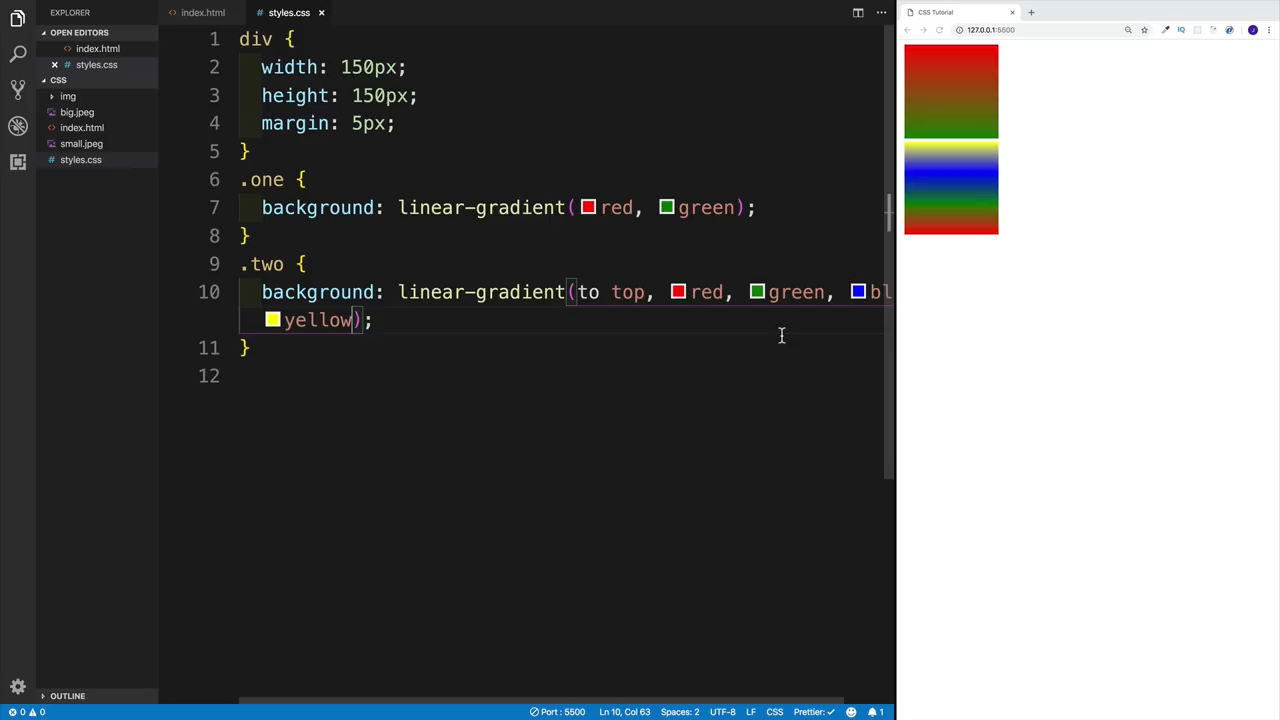 EXPLORER
OPEN EDITORS
index.html
styles.css
CSS
img
big.jpeg
index.html
small.jpeg
styles.css
OUTLINE
index.html
styles.css
1 div {
2 width: 150px;
3 height: 150px;
4 margin: 5px;
5 }
6 .one {
7 background: linear-gradient(red, green);
8 }
9 .two {
10 background: linear-gradient(to top, red, green, bl
yellow);
11 }
12
0 0
Port : 5500
Ln 10, Col 63
Spaces: 2
UTF-8
LF
CSS
Prettier: ✓
1
CSS Tutorial
127.0.0.1:5500
IQ
J